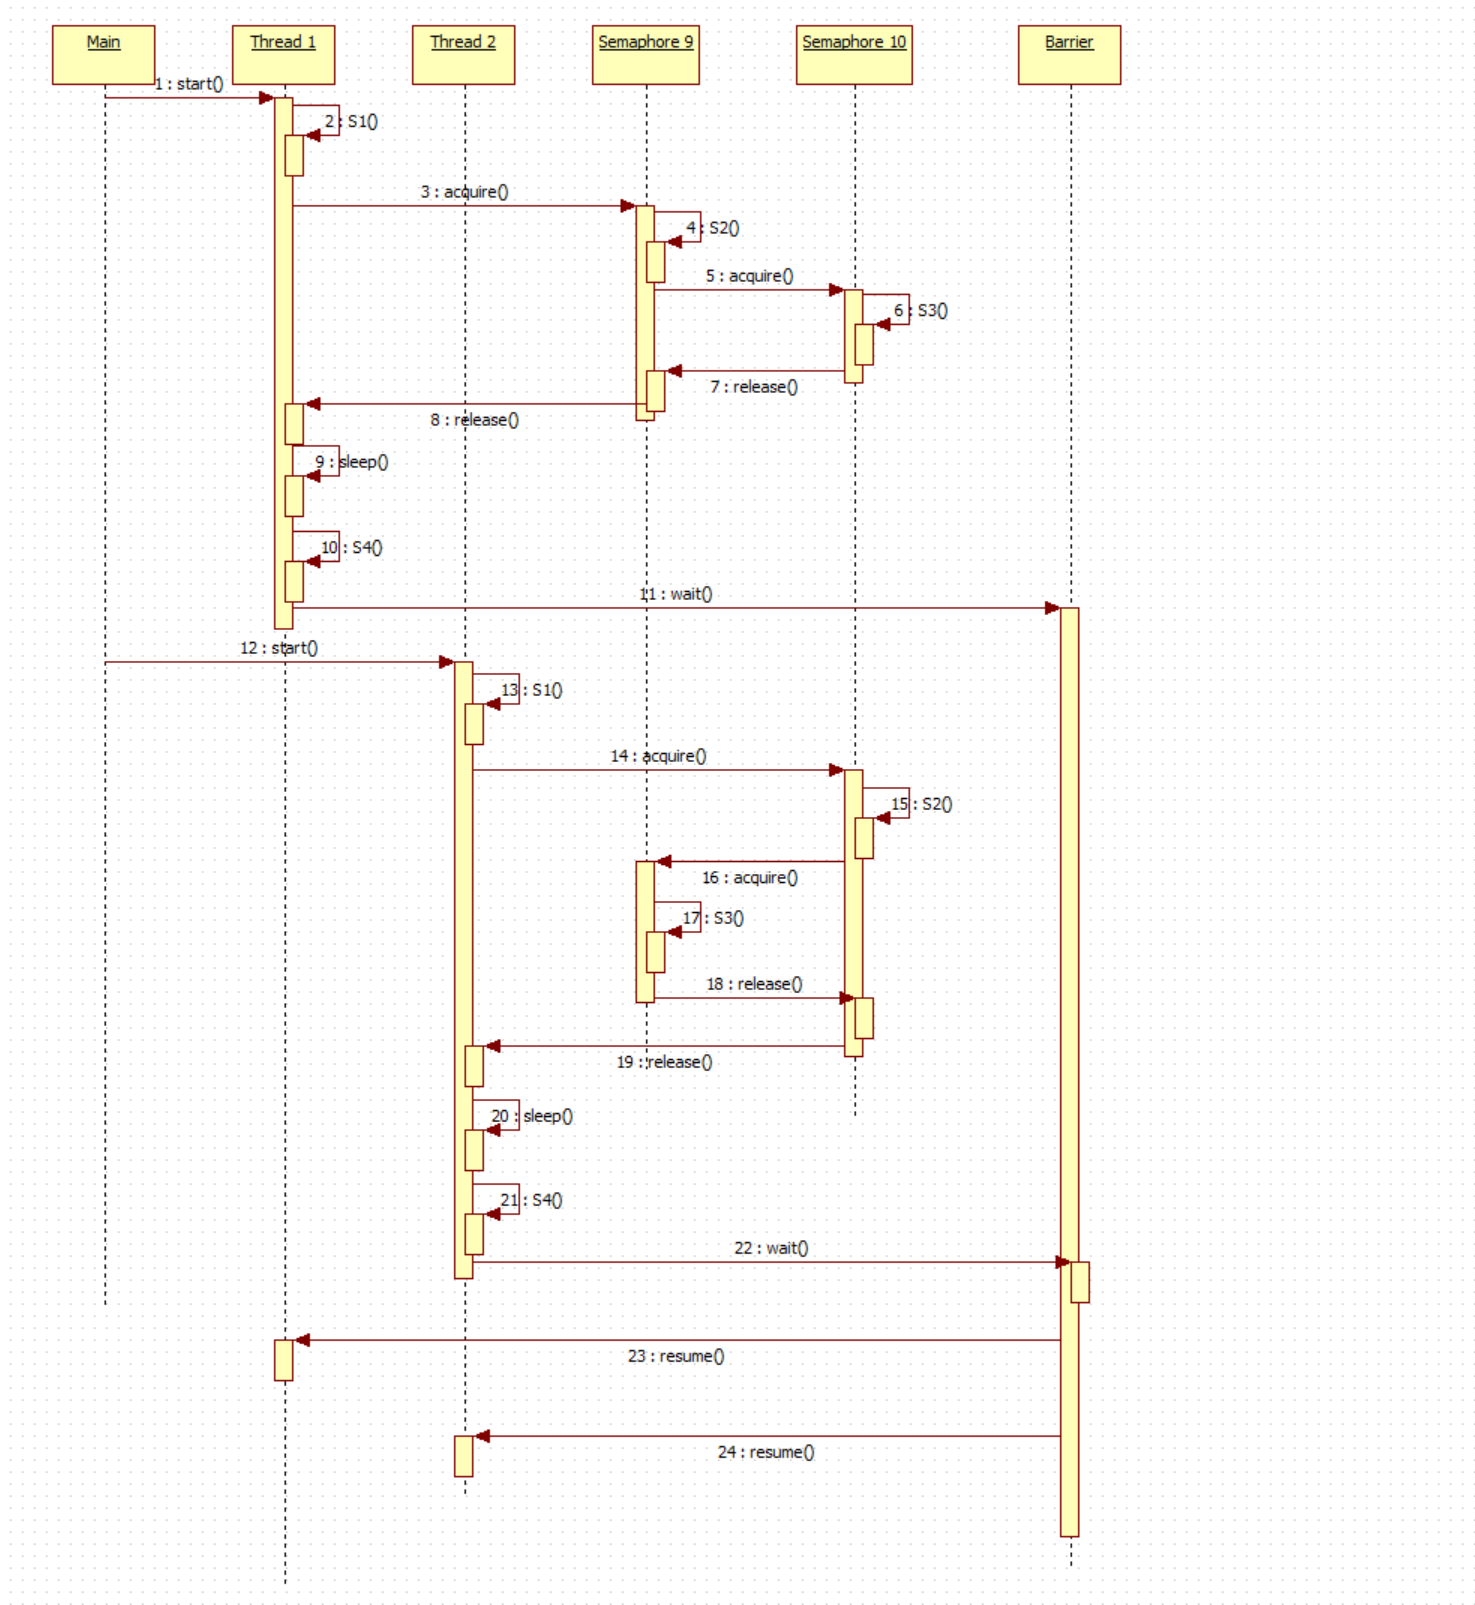 Main
Thread 1
Thread 2
Semaphore 9
Semaphore 10
Barrier
1 : start()
2 : S1()
3 : acquire()
4 : S2()
5 : acquire()
6 : S3()
7 : release()
8 : release()
9 : sleep()
10 : S4()
11 : wait()
12 : start()
13 : S1()
14 : acquire()
15 : S2()
16 : acquire()
17 : S3()
18 : release()
19 : release()
20 : sleep()
21 : S4()
22 : wait()
23 : resume()
24 : resume()